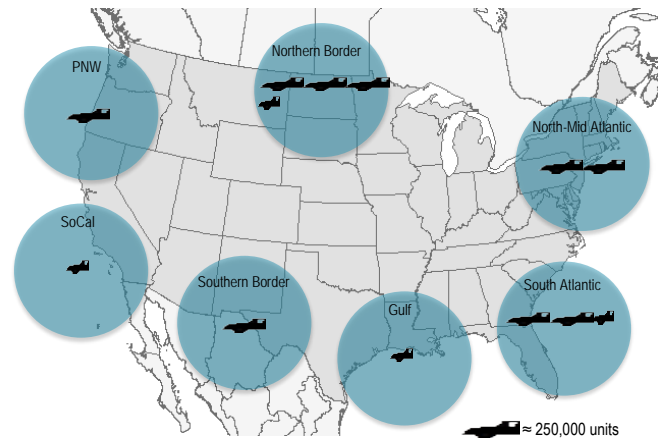 Northern Border
PNW
North-Mid Atlantic
SoCal
Southern Border
South Atlantic
Gulf
≈ 250,000 units